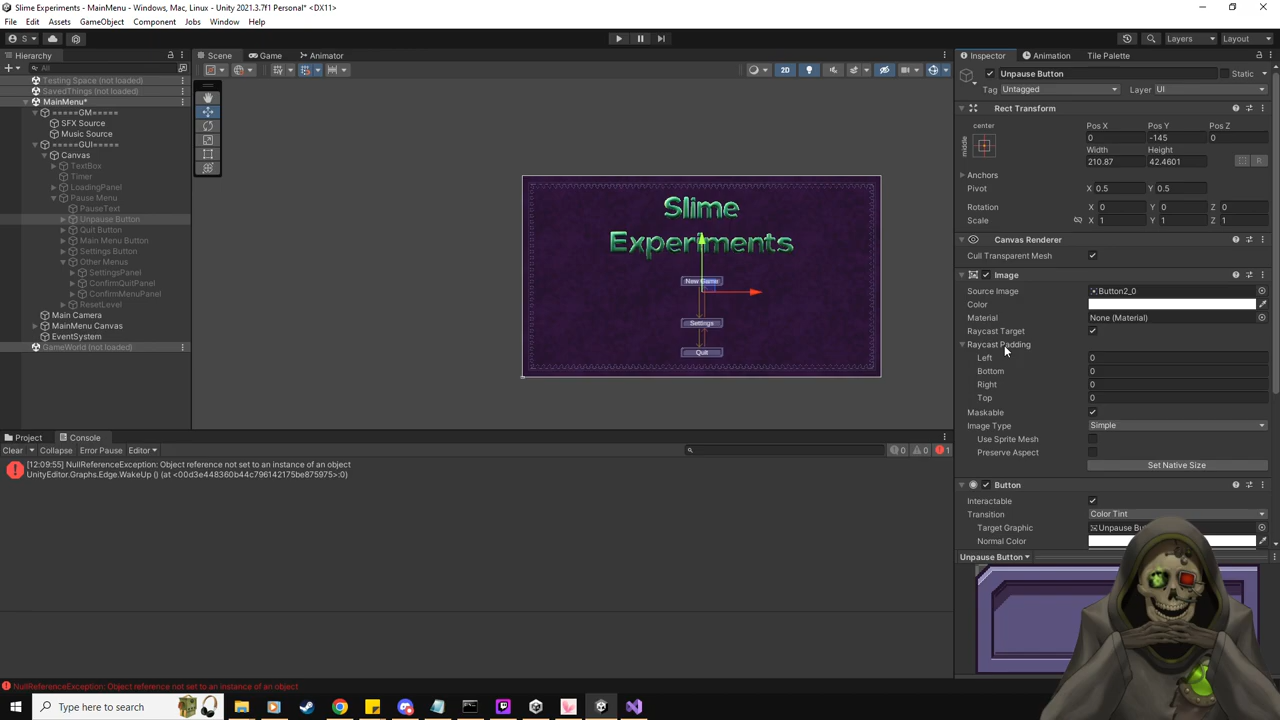 Slime Experiments - MainMenu - Windows, Mac, Linux - Unity 2021.3.7f1 Personal* <DX11>
File Edit Assets GameObject Component Jobs Window Help
S
Layers Layout
Hierarchy
All
Testing Space (not loaded)
SavedThings (not loaded)
MainMenu*
=====GM=====
SFX Source
Music Source
=====GUI=====
Canvas
TextBox
Timer
LoadingPanel
Pause Menu
PauseText
Unpause Button
Quit Button
Main Menu Button
Settings Button
Other Menus
SettingsPanel
ConfirmQuitPanel
ConfirmMenuPanel
ResetLevel
Main Camera
MainMenu Canvas
EventSystem
GameWorld (not loaded)
Scene Game Animator
2D
Slime
Experiments
New Game
Settings
Quit
Project Console
Clear Collapse Error Pause Editor
0 0 1
[12:09:55] NullReferenceException: Object reference not set to an instance of an object
UnityEditor.Graphs.Edge.WakeUp () (at <00d3e448360b44c796142175be875975>:0)
NullReferenceException: Object reference not set to an instance of an object
Inspector Animation Tile Palette
Unpause Button Static
Tag Untagged Layer UI
Rect Transform
center
middle
Pos X Pos Y Pos Z
0 -145 0
Width Height
210.87 42.4601
R
Anchors
Pivot X 0.5 Y 0.5
Rotation X 0 Y 0 Z 0
Scale X 1 Y 1 Z 1
Canvas Renderer
Cull Transparent Mesh
Image
Source Image Button2_0
Color
Material None (Material)
Raycast Target
Raycast Padding
Left 0
Bottom 0
Right 0
Top 0
Maskable
Image Type Simple
Use Sprite Mesh
Preserve Aspect
Set Native Size
Button
Interactable
Transition Color Tint
Target Graphic
Normal Color
Unpause Button
Type here to search